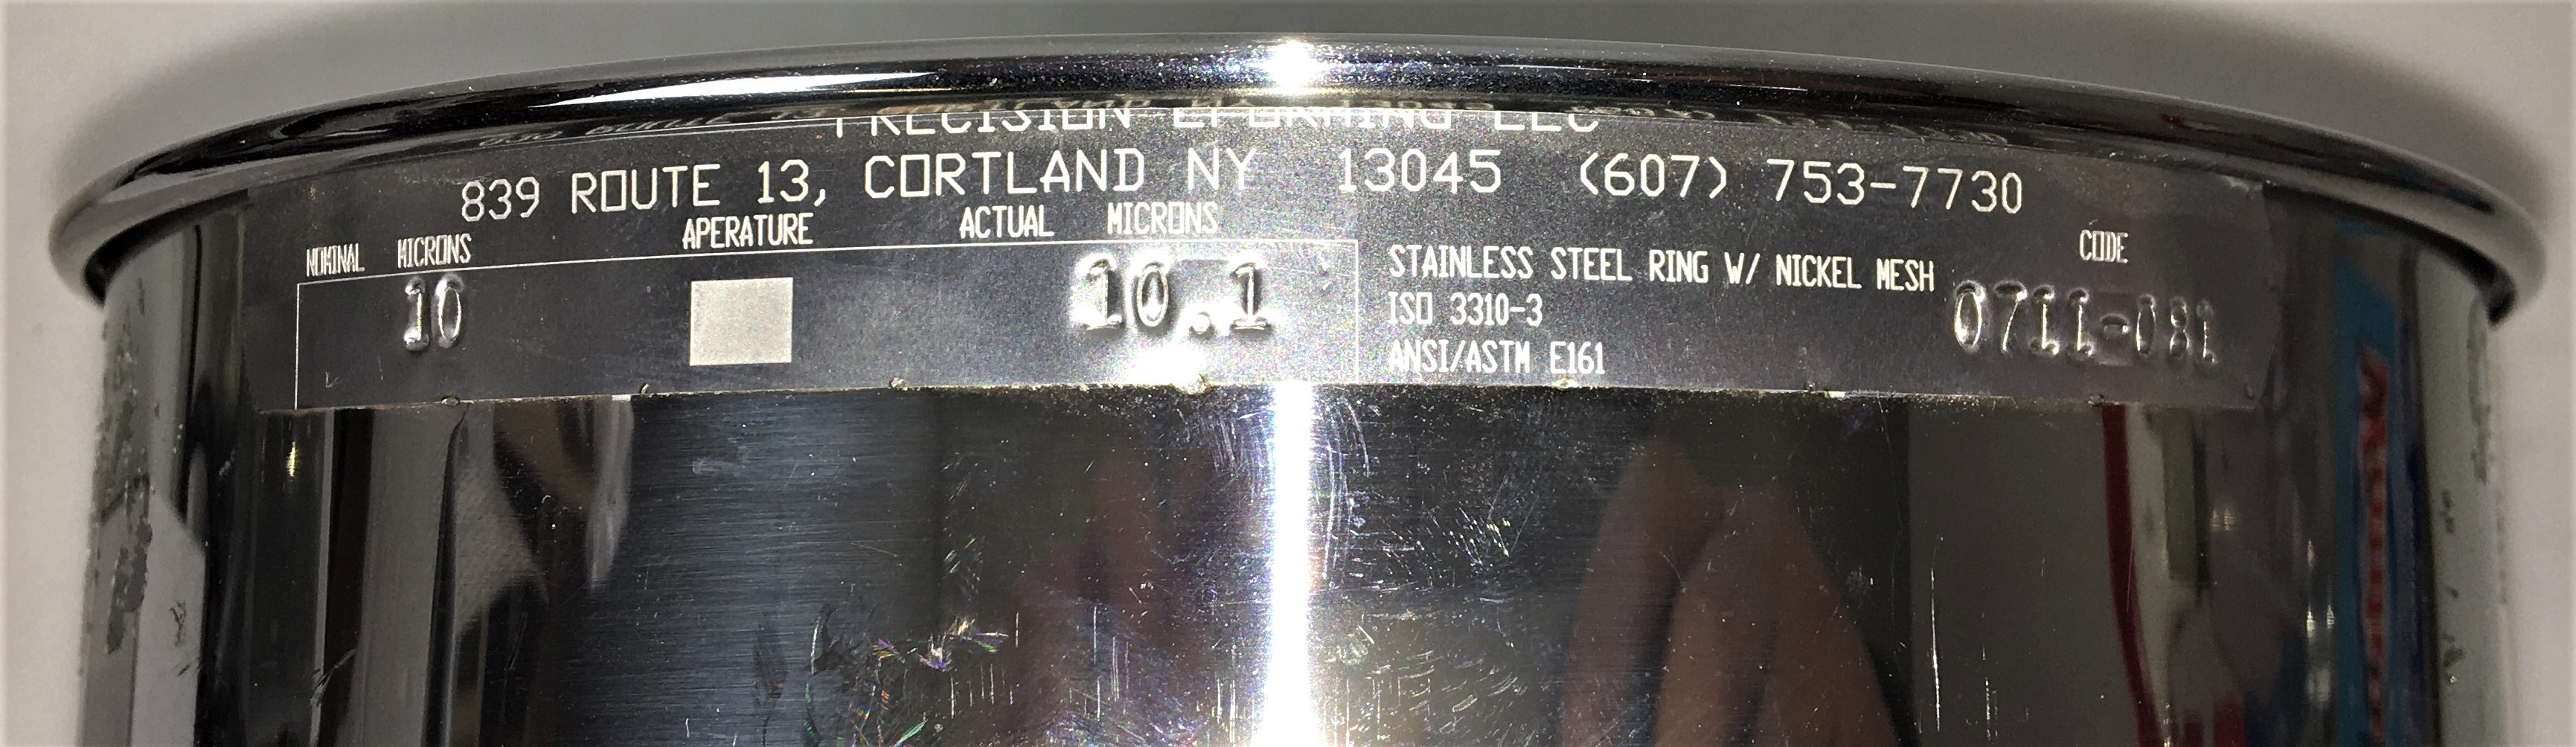 PRECISION EFORMING LLC
839 ROUTE 13, CORTLAND NY 13045 (607) 753-7730
NOMINAL MICRONS APERATURE ACTUAL MICRONS
10 10.1
STAINLESS STEEL RING W/ NICKEL MESH
ISO 3310-3
ANSI/ASTM E161
CODE
0711-081